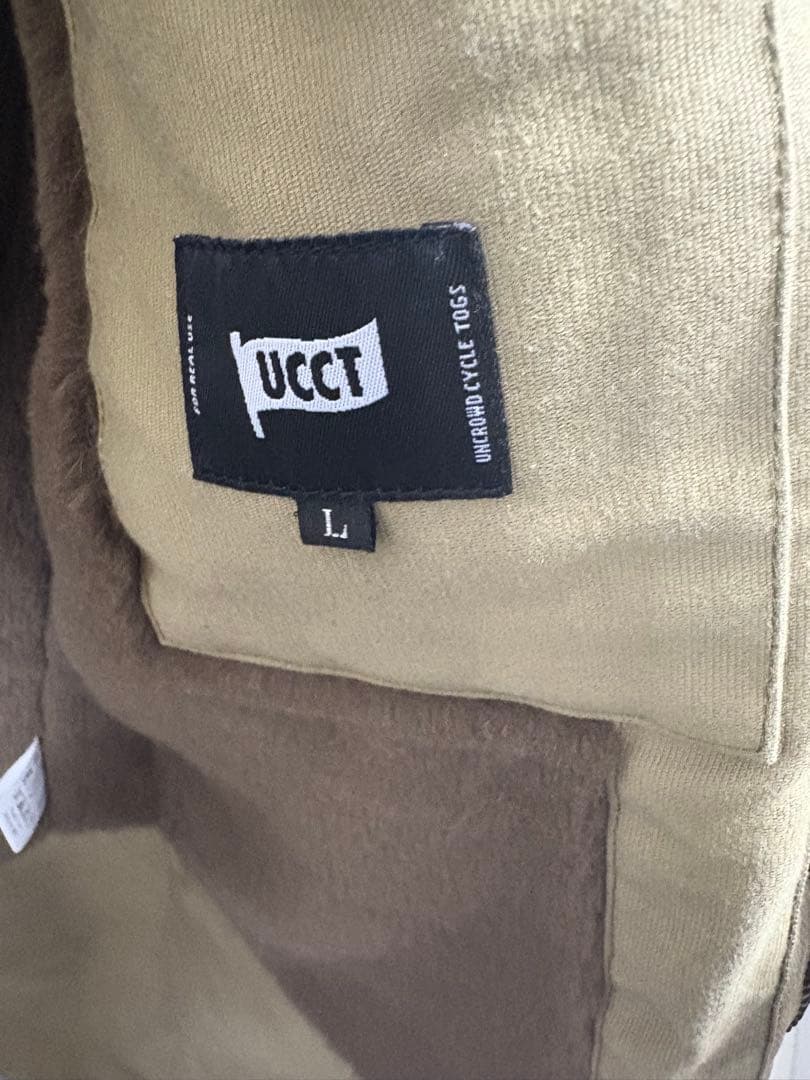 FOR REAL USE
UCCT
UNCROWD CYCLE TOGS
L